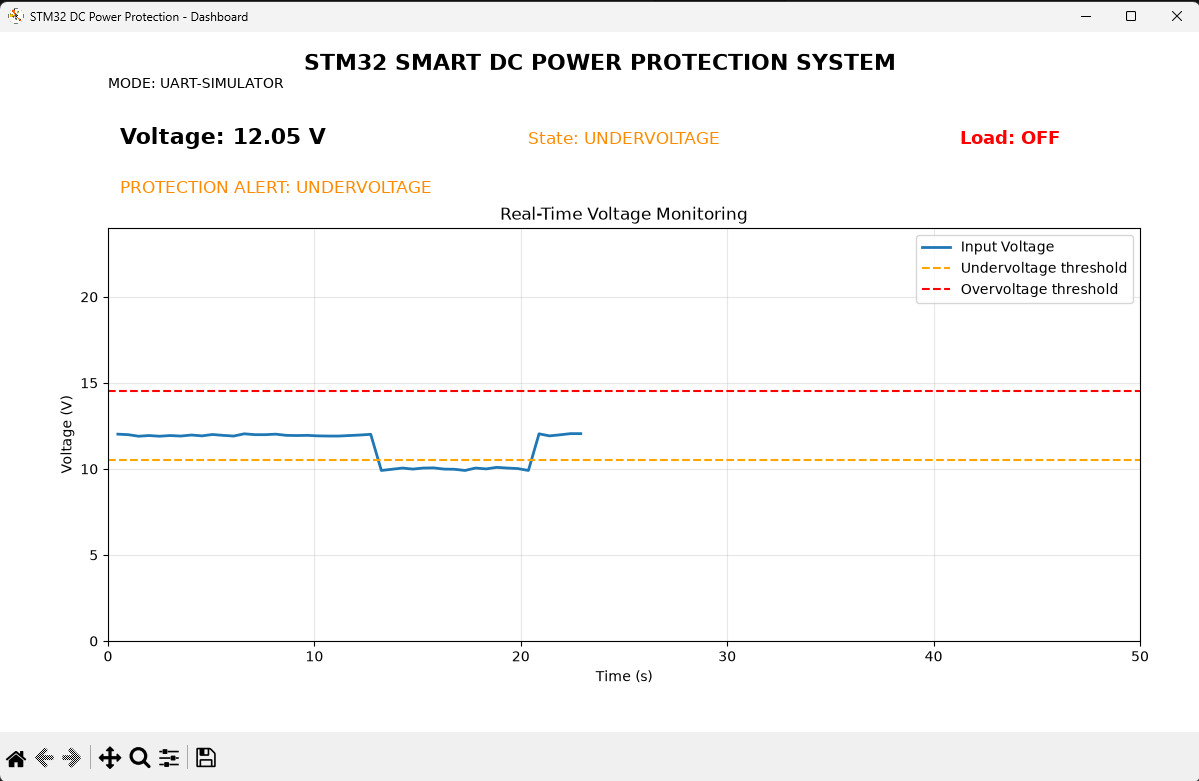 STM32 DC Power Protection - Dashboard
STM32 SMART DC POWER PROTECTION SYSTEM
MODE: UART-SIMULATOR
Voltage: 12.05 V
State: UNDERVOLTAGE
Load: OFF
PROTECTION ALERT: UNDERVOLTAGE
Real-Time Voltage Monitoring
Input Voltage
Undervoltage threshold
Overvoltage threshold
Voltage (V)
20
15
10
5
0
0 10 20 30 40 50
Time (s)